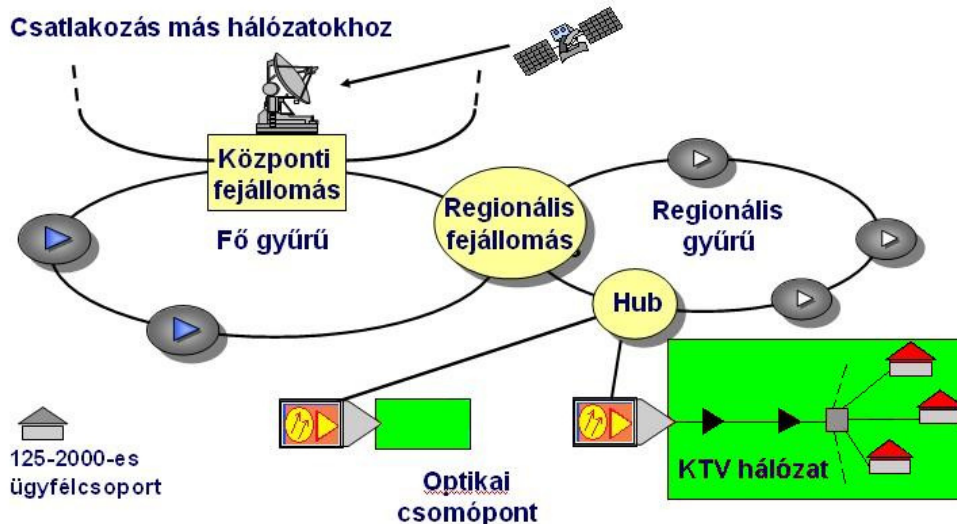 Csatlakozás más hálózatokhoz
Központi
fejállomás
Fő gyűrű
Regionális
fejállomás
Regionális
gyűrű
Hub
125-2000-es
ügyfélcsoport
Optikai
csomópont
KTV hálózat